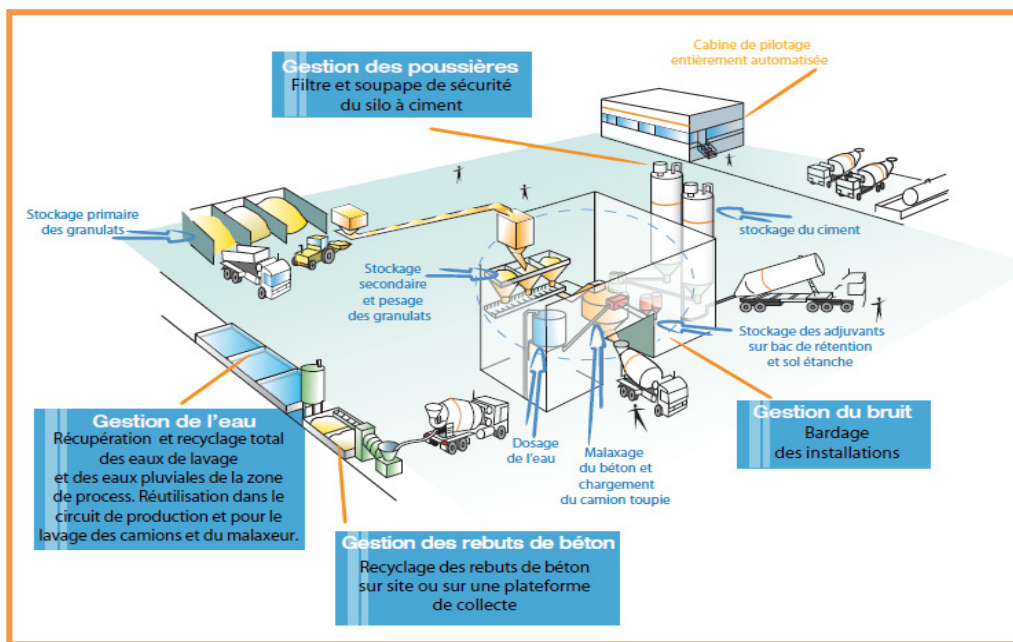 Cabine de pilotage
entièrement automatisée
Gestion des poussières
Filtre et soupape de sécurité
du silo à ciment
Stockage primaire
des granulats
stockage du ciment
Stockage
secondaire
et pesage
des granulats
Stockage des adjuvants
sur bac de rétention
et sol étanche
Gestion de l'eau
Récupération et recyclage total
des eaux de lavage
et des eaux pluviales de la zone
de process. Réutilisation dans le
circuit de production et pour le
lavage des camions et du malaxeur.
Dosage
de l'eau
Malaxage
du béton et
chargement
du camion toupie
Gestion du bruit
Bardage
des installations
Gestion des rebuts de béton
Recyclage des rebuts de béton
sur site ou sur une plateforme
de collecte